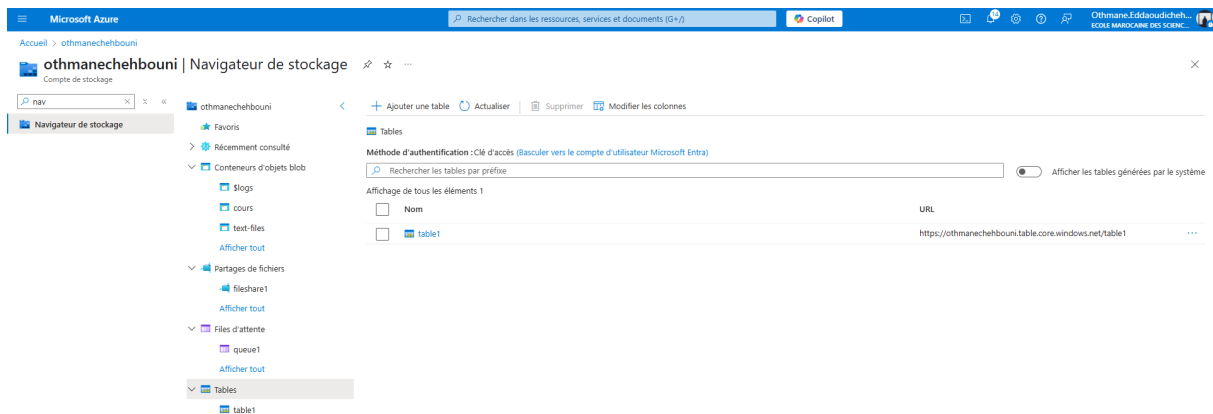 Microsoft Azure
Rechercher dans les ressources, services et documents (G+/)
Copilot
14
Othmane.Eddaoudicheh...
ECOLE MAROCAINE DES SCIENC...
Accueil > othmanechehbouni
othmanechehbouni | Navigateur de stockage
Compte de stockage
nav
Navigateur de stockage
othmanechehbouni
Favoris
Récemment consulté
Conteneurs d'objets blob
$logs
cours
text-files
Afficher tout
Partages de fichiers
fileshare1
Afficher tout
Files d'attente
queue1
Afficher tout
Tables
table1
Ajouter une table Actualiser Supprimer Modifier les colonnes
Tables
Méthode d'authentification : Clé d'accès (Basculer vers le compte d'utilisateur Microsoft Entra)
Rechercher les tables par préfixe
Afficher les tables générées par le système
Affichage de tous les éléments 1
Nom URL
table1 https://othmanechehbouni.table.core.windows.net/table1